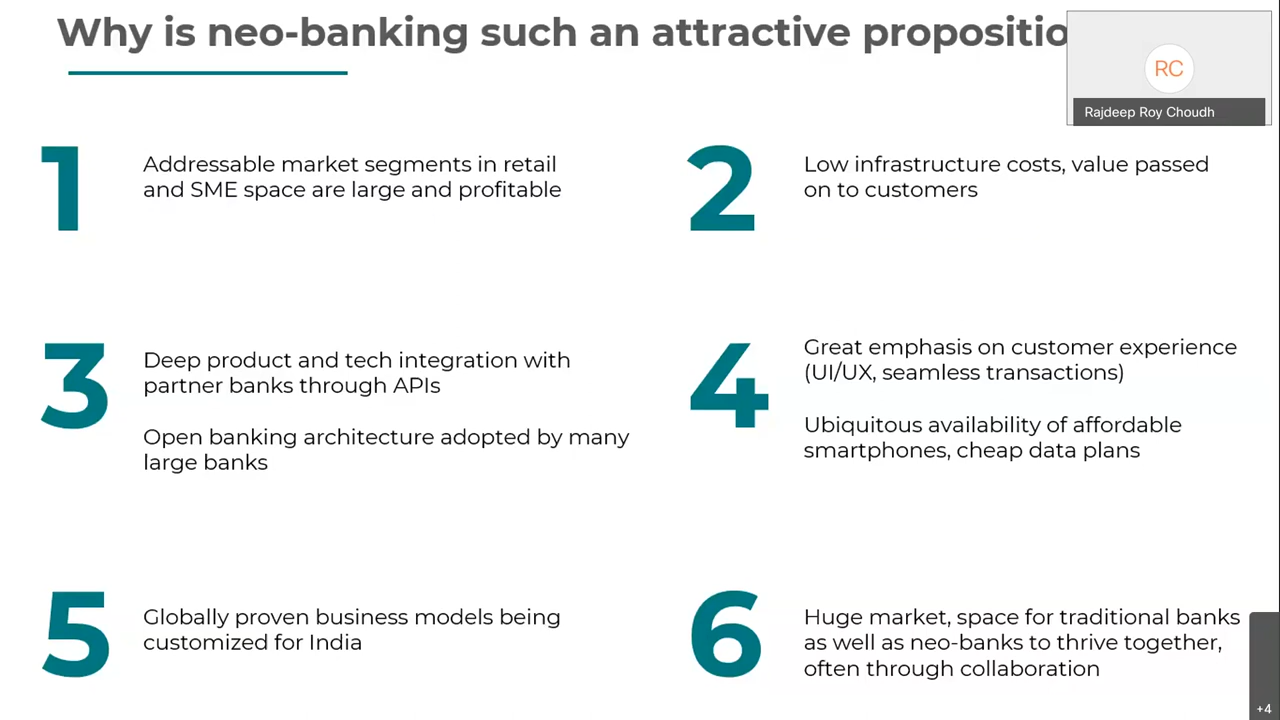 Why is neo-banking such an attractive propositio
RC
Rajdeep Roy Choudh
1
Addressable market segments in retail
and SME space are large and profitable
2
Low infrastructure costs, value passed
on to customers
3
Deep product and tech integration with
partner banks through APIs
Open banking architecture adopted by many
large banks
4
Great emphasis on customer experience
(UI/UX, seamless transactions)
Ubiquitous availability of affordable
smartphones, cheap data plans
5
Globally proven business models being
customized for India
6
Huge market, space for traditional banks
as well as neo-banks to thrive together,
often through collaboration
+4